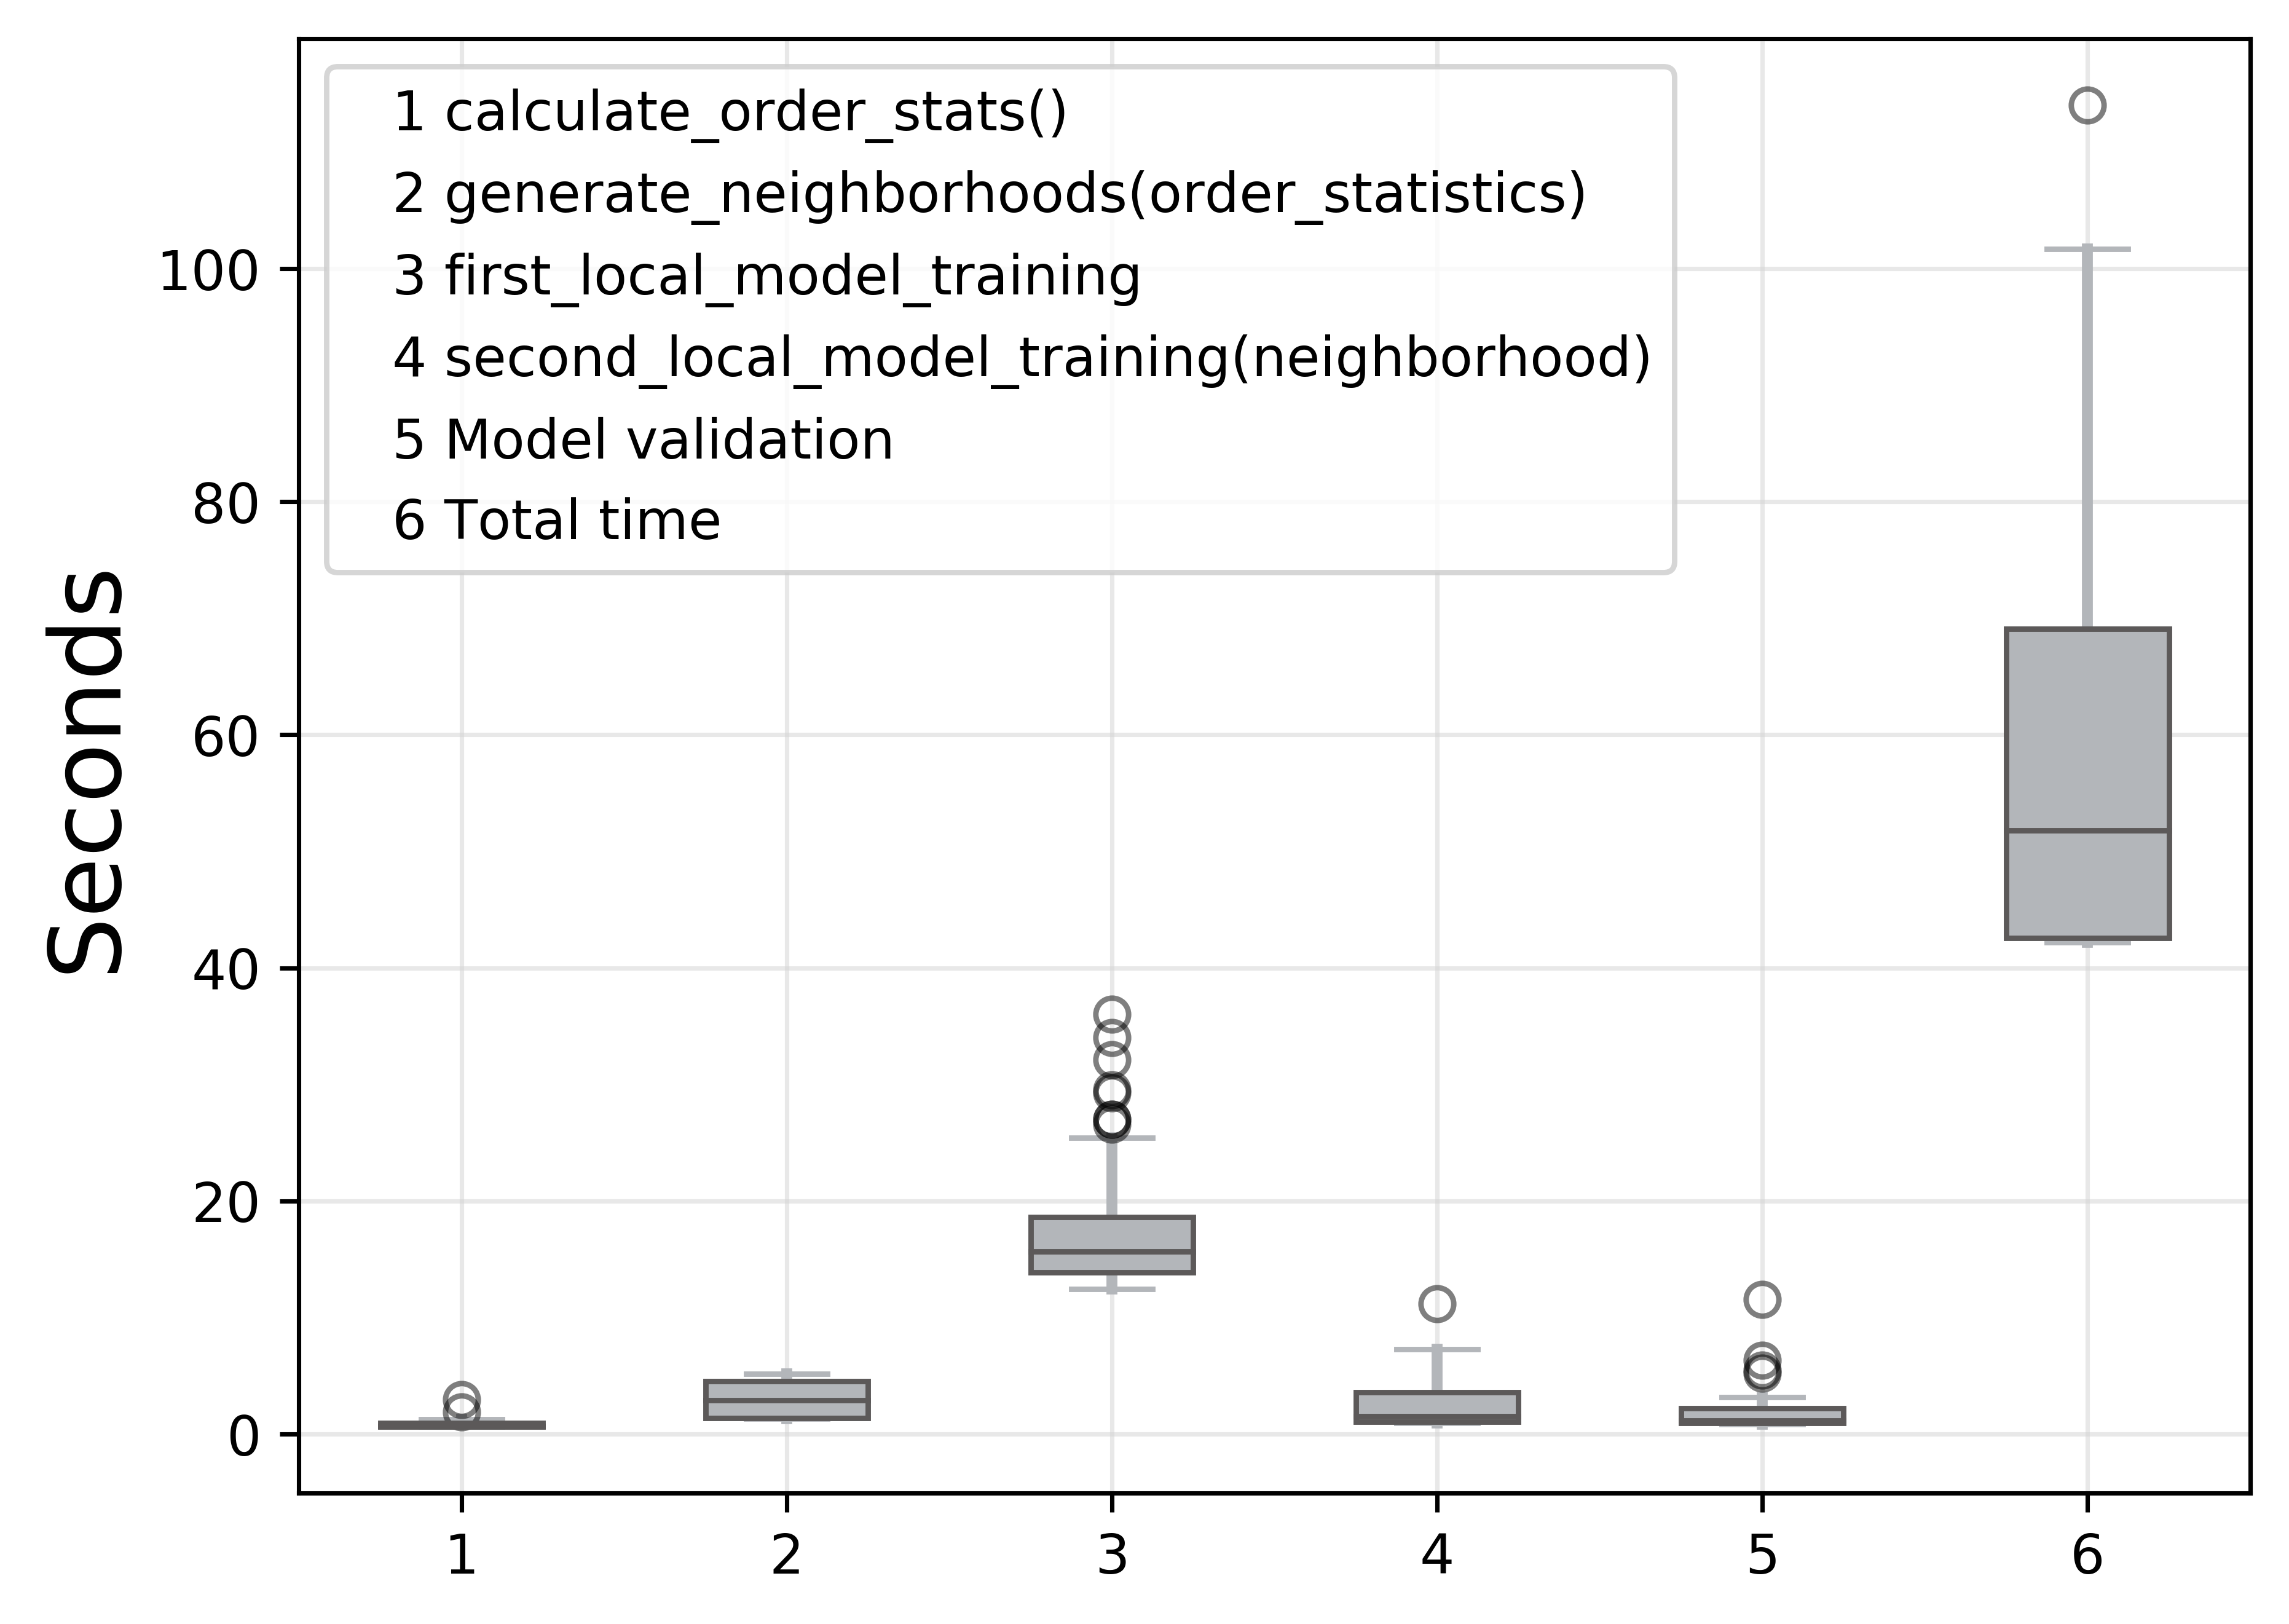 1 calculate_order_stats()
2 generate_neighborhoods(order_statistics)
3 first_local_model_training
4 second_local_model_training(neighborhood)
5 Model validation
6 Total time
Seconds
100
80
60
40
20
0
1 2 3 4 5 6